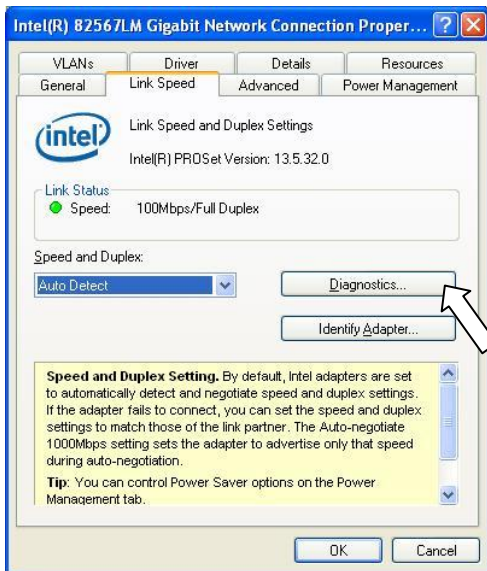 Intel(R) 82567LM Gigabit Network Connection Proper... ?
VLANs Driver Details Resources
General Link Speed Advanced Power Management
intel Link Speed and Duplex Settings
Intel(R) PROSet Version: 13.5.32.0
Link Status
Speed: 100Mbps/Full Duplex
Speed and Duplex:
Auto Detect Diagnostics...
Identify Adapter...
Speed and Duplex Setting. By default, Intel adapters are set
to automatically detect and negotiate speed and duplex settings.
If the adapter fails to connect, you can set the speed and duplex
settings to match those of the link partner. The Auto-negotiate
1000Mbps setting sets the adapter to advertise only that speed
during auto-negotiation.
Tip: You can control Power Saver options on the Power
Management tab.
OK Cancel